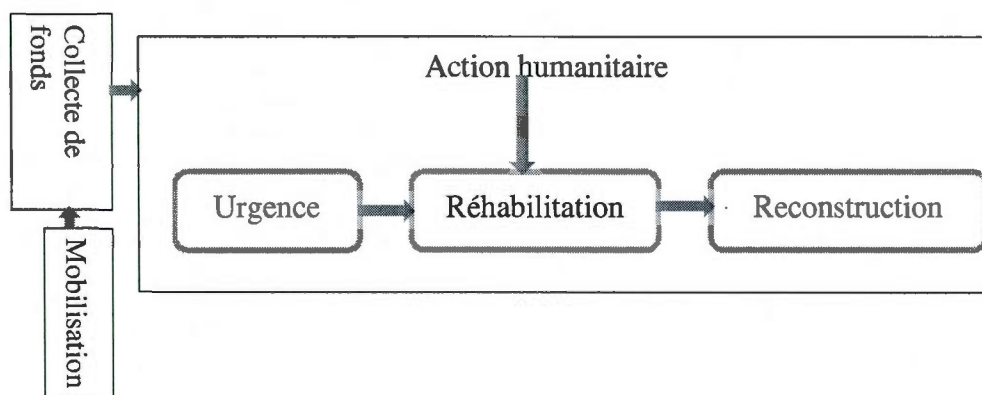 Collecte de
fonds
Action humanitaire
Urgence
Réhabilitation
Reconstruction
Mobilisation